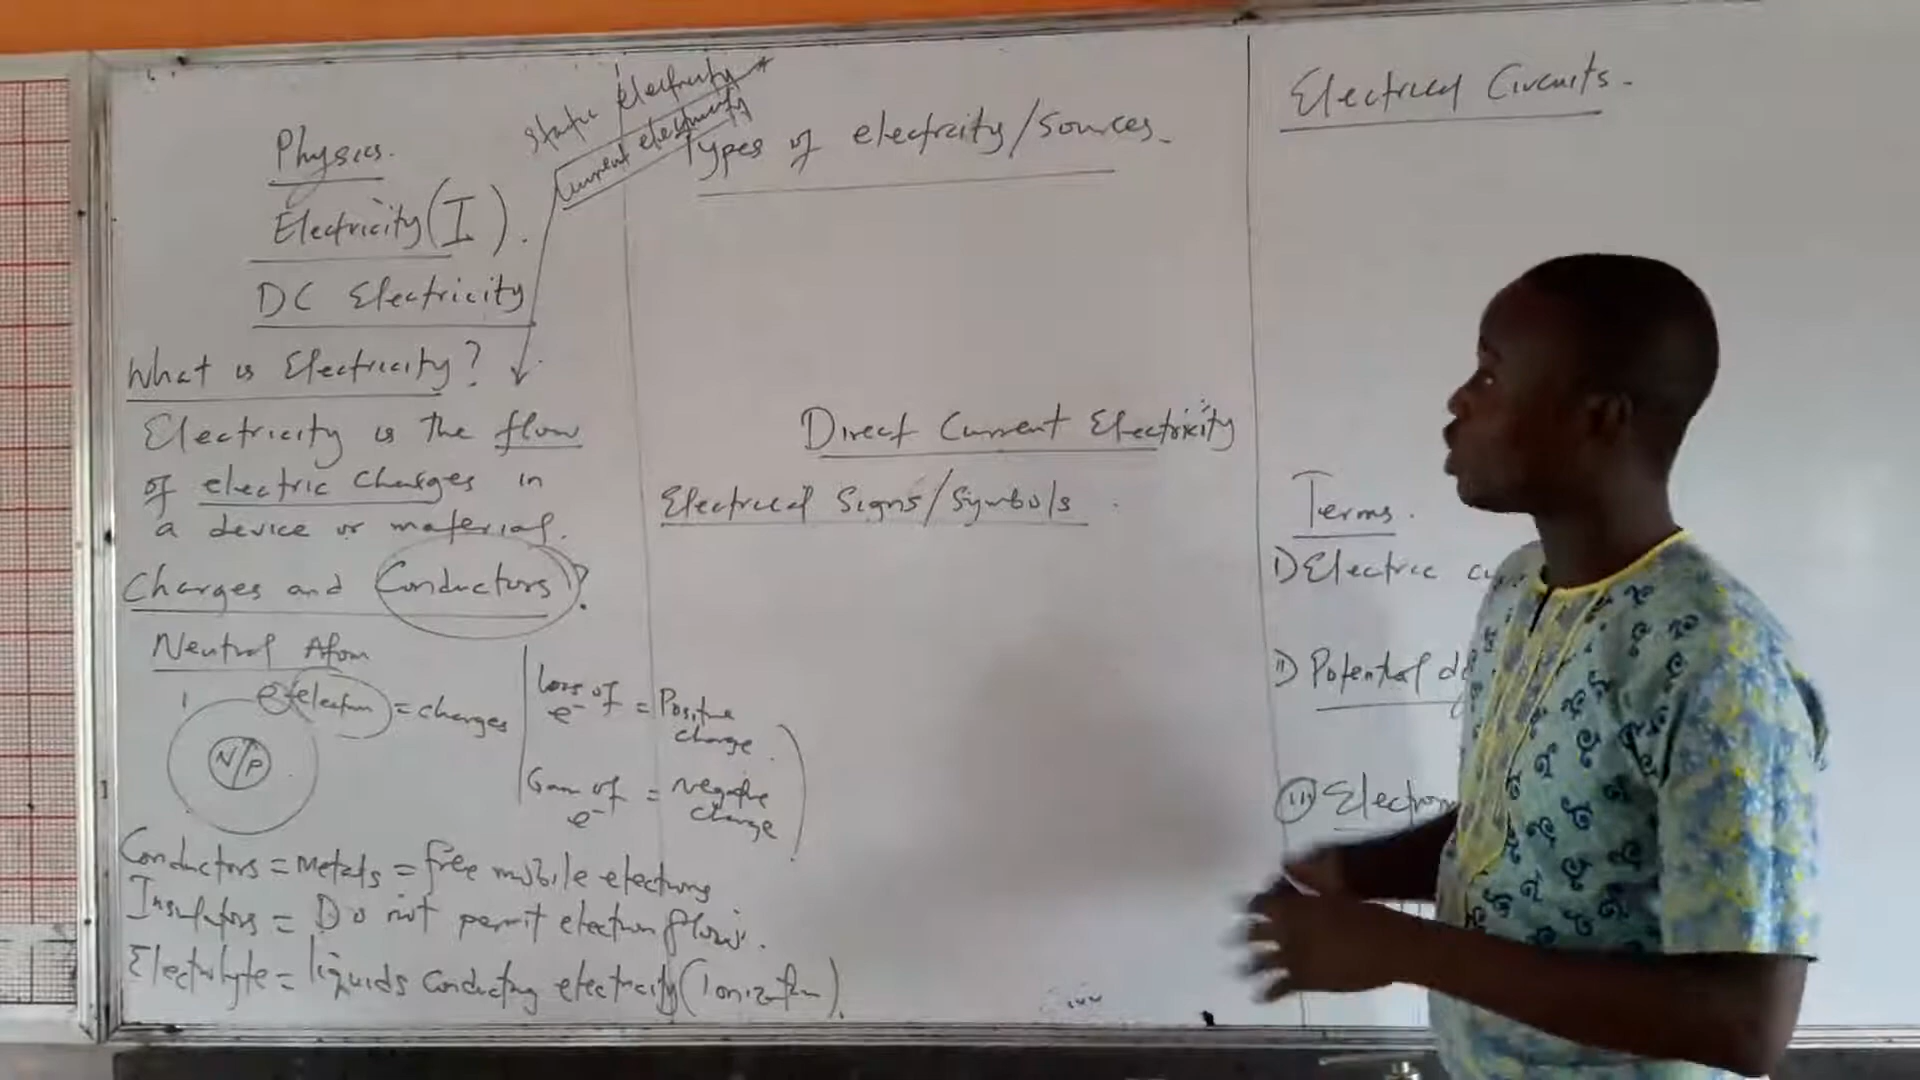 Physics.
Electricity (I).
DC Electricity
What is Electricity?
Electricity is the flow
of electric charges in
a device or material.
Charges and Conductors?
Neutral Atom
electron = charges
N/P
Loss of e⁻ = Positive charge
Gain of e⁻ = Negative charge
Conductors = Metals = free mobile electrons
Insulators = Do not permit electron flow.
Electrolyte = liquids conducting electricity (Ionization).
Static electricity
Current electricity
Types of electricity/Sources.
Direct Current Electricity
Electrical Signs/Symbols
Electrical Circuits.
Terms.
I) Electric
II) Potential
III) Electrom